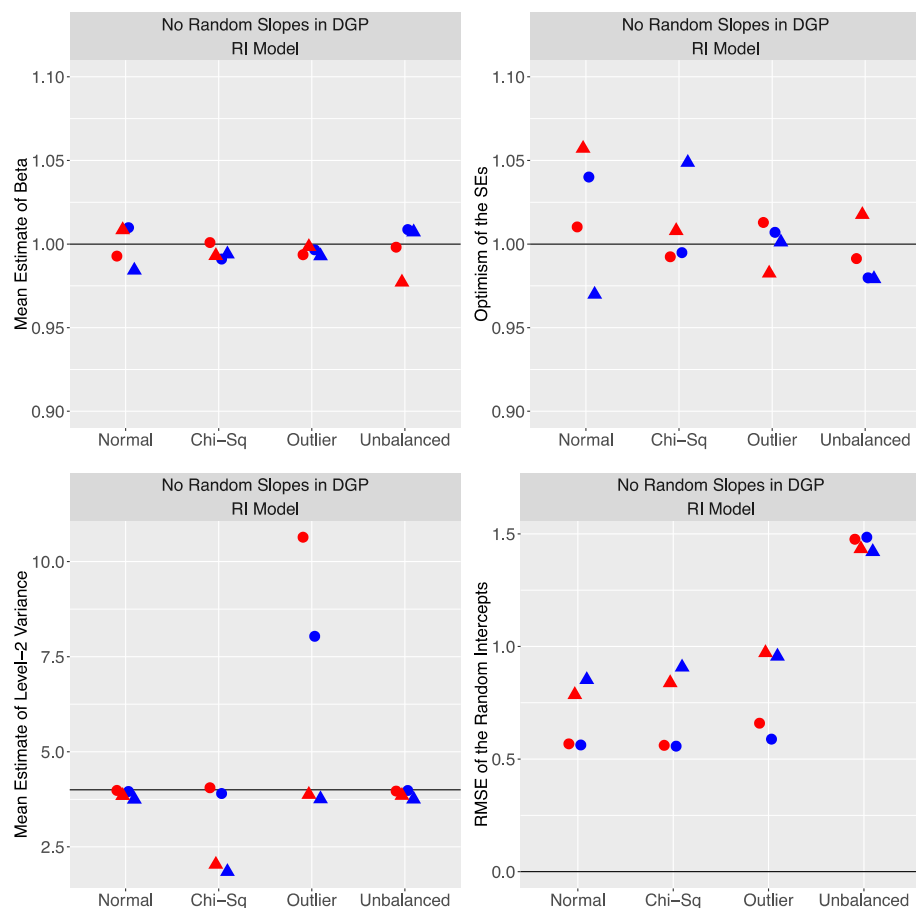 No Random Slopes in DGP
RI Model
Mean Estimate of Beta
1.10
1.05
1.00
0.95
0.90
Normal Chi−Sq Outlier Unbalanced
No Random Slopes in DGP
RI Model
Optimism of the SEs
1.10
1.05
1.00
0.95
0.90
Normal Chi−Sq Outlier Unbalanced
No Random Slopes in DGP
RI Model
Mean Estimate of Level−2 Variance
10.0
7.5
5.0
2.5
Normal Chi−Sq Outlier Unbalanced
No Random Slopes in DGP
RI Model
RMSE of the Random Intercepts
1.5
1.0
0.5
0.0
Normal Chi−Sq Outlier Unbalanced